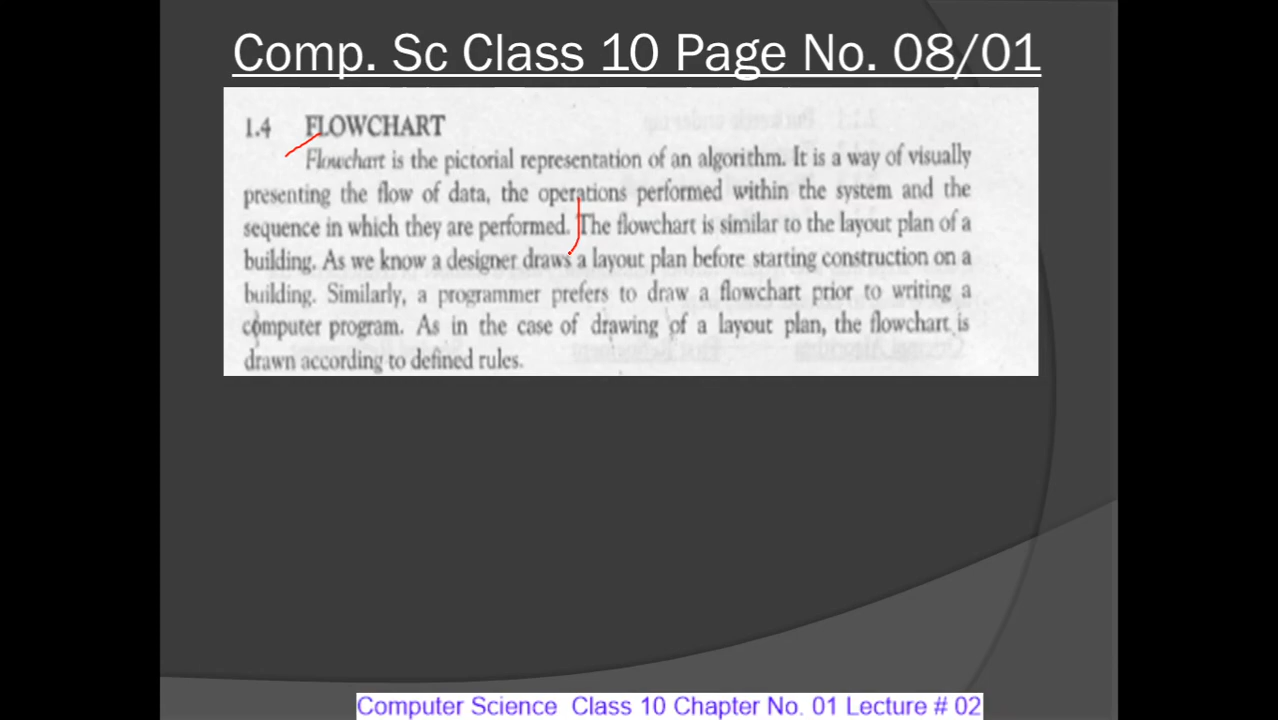 Comp. Sc Class 10 Page No. 08/01
1.4 FLOWCHART
Flowchart is the pictorial representation of an algorithm. It is a way of visually
presenting the flow of data, the operations performed within the system and the
sequence in which they are performed. The flowchart is similar to the layout plan of a
building. As we know a designer draws a layout plan before starting construction on a
building. Similarly, a programmer prefers to draw a flowchart prior to writing a
computer program. As in the case of drawing of a layout plan, the flowchart is
drawn according to defined rules.
Computer Science Class 10 Chapter No. 01 Lecture # 02